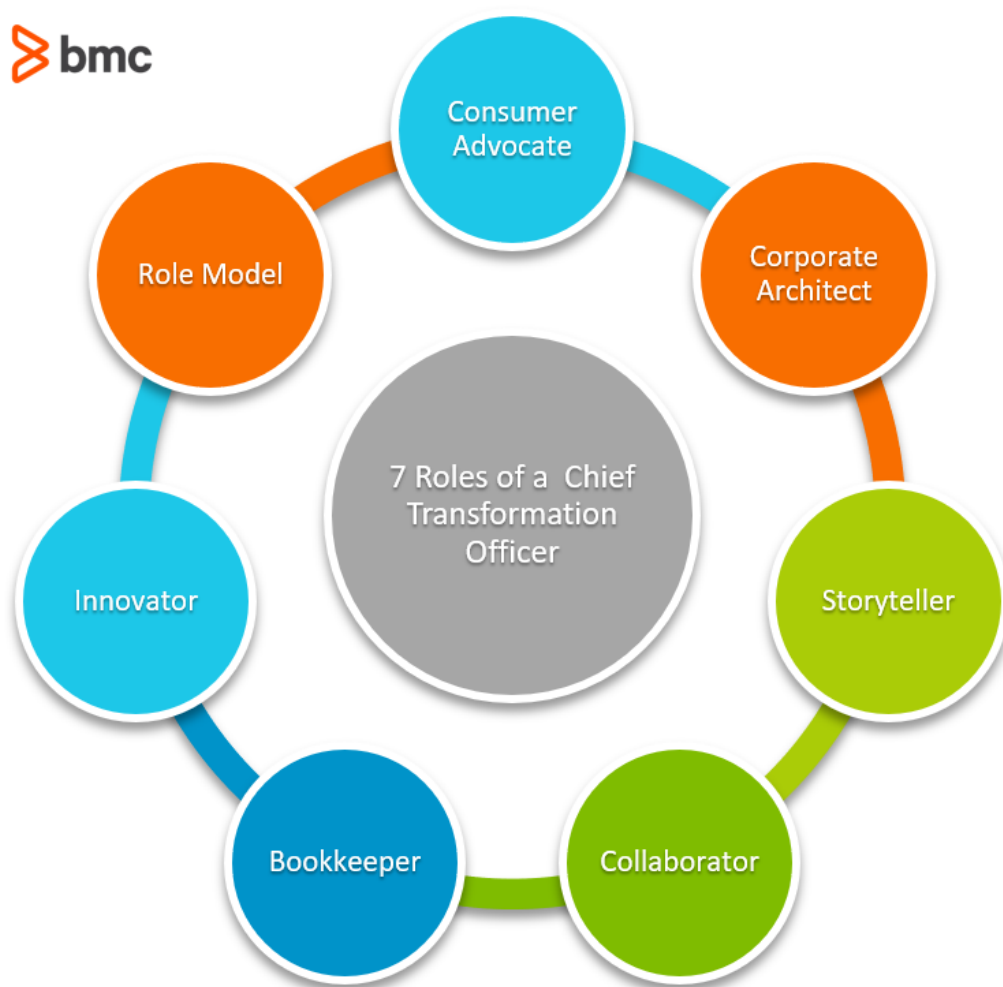 bmc
Consumer
Advocate
Corporate
Architect
Storyteller
Collaborator
Bookkeeper
Innovator
Role Model
7 Roles of a  Chief
Transformation
Officer